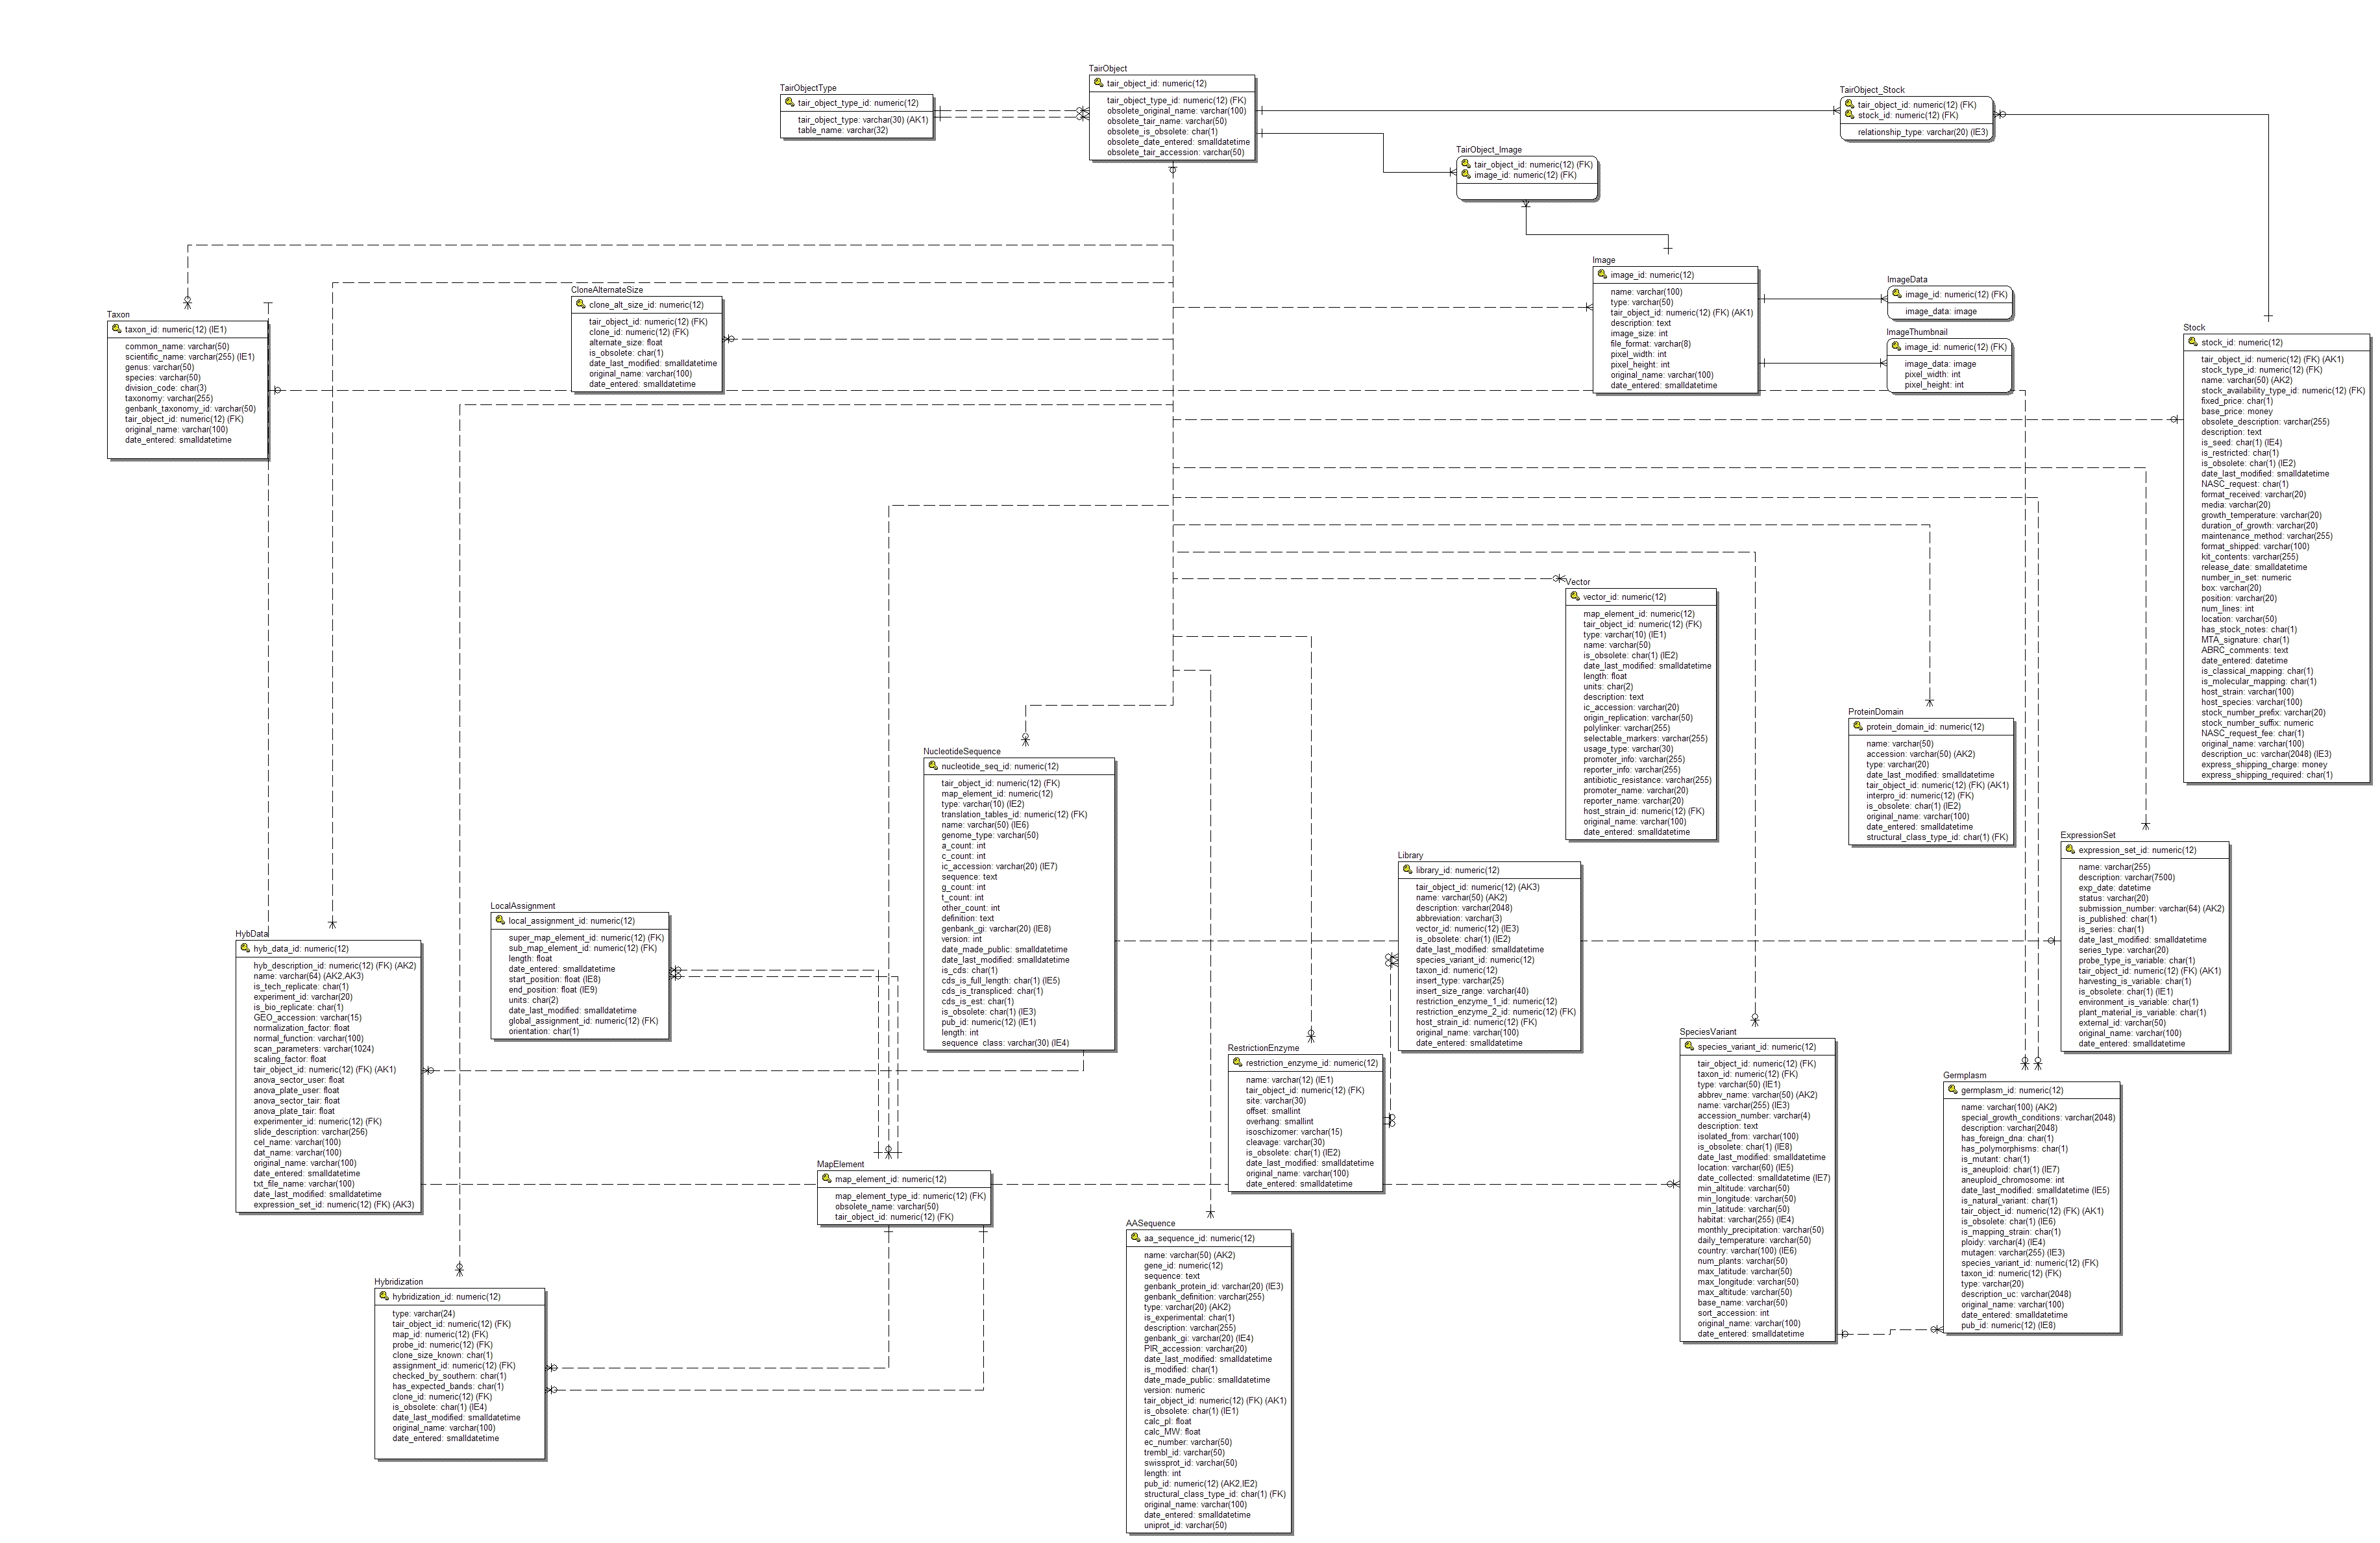 TairObjectType
tair_object_type_id: numeric(12)
tair_object_type: varchar(30) (AK1)
table_name: varchar(32)
TairObject
tair_object_id: numeric(12)
tair_object_type_id: numeric(12) (FK)
obsolete_original_name: varchar(100)
obsolete_tair_name: varchar(50)
obsolete_is_obsolete: char(1)
obsolete_date_entered: smalldatetime
obsolete_tair_accession: varchar(50)
TairObject_Stock
tair_object_id: numeric(12) (FK)
stock_id: numeric(12) (FK)
relationship_type: varchar(20) (IE3)
TairObject_Image
tair_object_id: numeric(12) (FK)
image_id: numeric(12) (FK)
Image
image_id: numeric(12)
name: varchar(100)
type: varchar(50)
tair_object_id: numeric(12) (FK) (AK1)
description: text
image_size: int
file_format: varchar(8)
pixel_width: int
pixel_height: int
original_name: varchar(100)
date_entered: smalldatetime
ImageData
image_id: numeric(12) (FK)
image_data: image
ImageThumbnail
image_id: numeric(12) (FK)
image_data: image
pixel_width: int
pixel_height: int
Taxon
taxon_id: numeric(12) (IE1)
common_name: varchar(50)
scientific_name: varchar(255) (IE1)
genus: varchar(50)
species: varchar(50)
division_code: char(3)
taxonomy: varchar(255)
genbank_taxonomy_id: varchar(50)
tair_object_id: numeric(12) (FK)
original_name: varchar(100)
date_entered: smalldatetime
CloneAlternateSize
clone_alt_size_id: numeric(12)
tair_object_id: numeric(12) (FK)
clone_id: numeric(12) (FK)
alternate_size: float
is_obsolete: char(1)
date_last_modified: smalldatetime
original_name: varchar(100)
date_entered: smalldatetime
Stock
stock_id: numeric(12)
tair_object_id: numeric(12) (FK) (AK1)
stock_type_id: numeric(12) (FK)
name: varchar(50) (AK2)
stock_availability_type_id: numeric(12) (FK)
fixed_price: char(1)
base_price: money
obsolete_description: varchar(255)
description: text
is_seed: char(1) (IE4)
is_restricted: char(1)
is_obsolete: char(1) (IE2)
date_last_modified: smalldatetime
NASC_request: char(1)
format_received: varchar(20)
media: varchar(20)
growth_temperature: varchar(20)
duration_of_growth: varchar(20)
maintenance_method: varchar(255)
format_shipped: varchar(100)
kit_contents: varchar(255)
release_date: smalldatetime
number_in_set: numeric
box: varchar(20)
position: varchar(20)
num_lines: int
location: varchar(50)
has_stock_notes: char(1)
MTA_signature: char(1)
ABRC_comments: text
date_entered: datetime
is_classical_mapping: char(1)
is_molecular_mapping: char(1)
host_strain: varchar(100)
host_species: varchar(100)
stock_number_prefix: varchar(20)
stock_number_suffix: numeric
NASC_request_fee: char(1)
original_name: varchar(100)
description_uc: varchar(2048) (IE3)
express_shipping_charge: money
express_shipping_required: char(1)
Vector
vector_id: numeric(12)
map_element_id: numeric(12)
tair_object_id: numeric(12) (FK)
type: varchar(10) (IE1)
name: varchar(50)
is_obsolete: char(1) (IE2)
date_last_modified: smalldatetime
length: float
units: char(2)
description: text
ic_accession: varchar(20)
origin_replication: varchar(50)
polylinker: varchar(255)
selectable_markers: varchar(255)
usage_type: varchar(30)
promoter_info: varchar(255)
reporter_info: varchar(255)
antibiotic_resistance: varchar(255)
promoter_name: varchar(20)
reporter_name: varchar(20)
host_strain_id: numeric(12) (FK)
original_name: varchar(100)
date_entered: smalldatetime
ProteinDomain
protein_domain_id: numeric(12)
name: varchar(50)
accession: varchar(50) (AK2)
type: varchar(20)
date_last_modified: smalldatetime
tair_object_id: numeric(12) (FK) (AK1)
interpro_id: numeric(12) (FK)
is_obsolete: char(1) (IE2)
original_name: varchar(100)
date_entered: smalldatetime
structural_class_type_id: char(1) (FK)
NucleotideSequence
nucleotide_seq_id: numeric(12)
tair_object_id: numeric(12) (FK)
map_element_id: numeric(12)
type: varchar(10) (IE2)
translation_tables_id: numeric(12) (FK)
name: varchar(50) (IE6)
genome_type: varchar(50)
a_count: int
c_count: int
ic_accession: varchar(20) (IE7)
sequence: text
g_count: int
t_count: int
other_count: int
definition: text
genbank_gi: varchar(20) (IE8)
version: int
date_made_public: smalldatetime
date_last_modified: smalldatetime
is_cds: char(1)
cds_is_full_length: char(1) (IE5)
cds_is_transpliced: char(1)
cds_is_est: char(1)
is_obsolete: char(1) (IE3)
pub_id: numeric(12) (IE1)
length: int
sequence_class: varchar(30) (IE4)
ExpressionSet
expression_set_id: numeric(12)
name: varchar(255)
description: varchar(7500)
exp_date: datetime
status: varchar(20)
submission_number: varchar(64) (AK2)
is_published: char(1)
is_series: char(1)
date_last_modified: smalldatetime
series_type: varchar(20)
probe_type_is_variable: char(1)
tair_object_id: numeric(12) (FK) (AK1)
harvesting_is_variable: char(1)
is_obsolete: char(1) (IE1)
environment_is_variable: char(1)
plant_material_is_variable: char(1)
external_id: varchar(50)
original_name: varchar(100)
date_entered: smalldatetime
Library
library_id: numeric(12)
tair_object_id: numeric(12) (AK3)
name: varchar(50) (AK2)
description: varchar(2048)
abbreviation: varchar(3)
vector_id: numeric(12) (IE3)
is_obsolete: char(1) (IE2)
date_last_modified: smalldatetime
species_variant_id: numeric(12)
taxon_id: numeric(12)
insert_type: varchar(25)
insert_size_range: varchar(40)
restriction_enzyme_1_id: numeric(12)
restriction_enzyme_2_id: numeric(12) (FK)
host_strain_id: numeric(12) (FK)
original_name: varchar(100)
date_entered: smalldatetime
LocalAssignment
local_assignment_id: numeric(12)
super_map_element_id: numeric(12) (FK)
sub_map_element_id: numeric(12) (FK)
length: float
date_entered: smalldatetime
start_position: float (IE8)
end_position: float (IE9)
units: char(2)
date_last_modified: smalldatetime
global_assignment_id: numeric(12) (FK)
orientation: char(1)
HybData
hyb_data_id: numeric(12)
hyb_description_id: numeric(12) (FK) (AK2)
name: varchar(64) (AK2,AK3)
is_tech_replicate: char(1)
experiment_id: varchar(20)
is_bio_replicate: char(1)
GEO_accession: varchar(15)
normalization_factor: float
normal_function: varchar(100)
scan_parameters: varchar(1024)
scaling_factor: float
tair_object_id: numeric(12) (FK) (AK1)
anova_sector_user: float
anova_plate_user: float
anova_sector_tair: float
anova_plate_tair: float
experimenter_id: numeric(12) (FK)
slide_description: varchar(256)
cel_name: varchar(100)
dat_name: varchar(100)
original_name: varchar(100)
date_entered: smalldatetime
txt_file_name: varchar(100)
date_last_modified: smalldatetime
expression_set_id: numeric(12) (FK) (AK3)
SpeciesVariant
species_variant_id: numeric(12)
tair_object_id: numeric(12) (FK)
taxon_id: numeric(12) (FK)
type: varchar(50) (IE1)
abbrev_name: varchar(50) (AK2)
name: varchar(255) (IE3)
accession_number: varchar(4)
description: text
isolated_from: varchar(100)
is_obsolete: char(1) (IE8)
date_last_modified: smalldatetime
location: varchar(60) (IE5)
date_collected: smalldatetime (IE7)
min_altitude: varchar(50)
min_longitude: varchar(50)
min_latitude: varchar(50)
habitat: varchar(255) (IE4)
monthly_precipitation: varchar(50)
daily_temperature: varchar(50)
country: varchar(100) (IE6)
num_plants: varchar(50)
max_latitude: varchar(50)
max_longitude: varchar(50)
max_altitude: varchar(50)
base_name: varchar(50)
sort_accession: int
original_name: varchar(100)
date_entered: smalldatetime
RestrictionEnzyme
restriction_enzyme_id: numeric(12)
name: varchar(12) (IE1)
tair_object_id: numeric(12) (FK)
site: varchar(30)
offset: smallint
overhang: smallint
isoschizomer: varchar(15)
cleavage: varchar(30)
is_obsolete: char(1) (IE2)
date_last_modified: smalldatetime
original_name: varchar(100)
date_entered: smalldatetime
Germplasm
germplasm_id: numeric(12)
name: varchar(100) (AK2)
special_growth_conditions: varchar(2048)
description: varchar(2048)
has_foreign_dna: char(1)
has_polymorphisms: char(1)
is_mutant: char(1)
is_aneuploid: char(1) (IE7)
aneuploid_chromosome: int
date_last_modified: smalldatetime (IE5)
is_natural_variant: char(1)
tair_object_id: numeric(12) (FK) (AK1)
is_obsolete: char(1) (IE6)
is_mapping_strain: char(1)
ploidy: varchar(4) (IE4)
mutagen: varchar(255) (IE3)
species_variant_id: numeric(12) (FK)
taxon_id: numeric(12) (FK)
type: varchar(20)
description_uc: varchar(2048)
original_name: varchar(100)
date_entered: smalldatetime
pub_id: numeric(12) (IE8)
MapElement
map_element_id: numeric(12)
map_element_type_id: numeric(12) (FK)
obsolete_name: varchar(50)
tair_object_id: numeric(12) (FK)
AASequence
aa_sequence_id: numeric(12)
name: varchar(50) (AK2)
gene_id: numeric(12)
sequence: text
genbank_protein_id: varchar(20) (IE3)
genbank_definition: varchar(255)
type: varchar(20) (AK2)
is_experimental: char(1)
description: varchar(255)
genbank_gi: varchar(20) (IE4)
PIR_accession: varchar(20)
date_last_modified: smalldatetime
is_modified: char(1)
date_made_public: smalldatetime
version: numeric
tair_object_id: numeric(12) (FK) (AK1)
is_obsolete: char(1) (IE1)
calc_pI: float
calc_MW: float
ec_number: varchar(50)
trembl_id: varchar(50)
swissprot_id: varchar(50)
length: int
pub_id: numeric(12) (AK2,IE2)
structural_class_type_id: char(1) (FK)
original_name: varchar(100)
date_entered: smalldatetime
uniprot_id: varchar(50)
Hybridization
hybridization_id: numeric(12)
type: varchar(24)
tair_object_id: numeric(12) (FK)
map_id: numeric(12) (FK)
probe_id: numeric(12) (FK)
clone_size_known: char(1)
assignment_id: numeric(12) (FK)
checked_by_southern: char(1)
has_expected_bands: char(1)
clone_id: numeric(12) (FK)
is_obsolete: char(1) (IE4)
date_last_modified: smalldatetime
original_name: varchar(100)
date_entered: smalldatetime